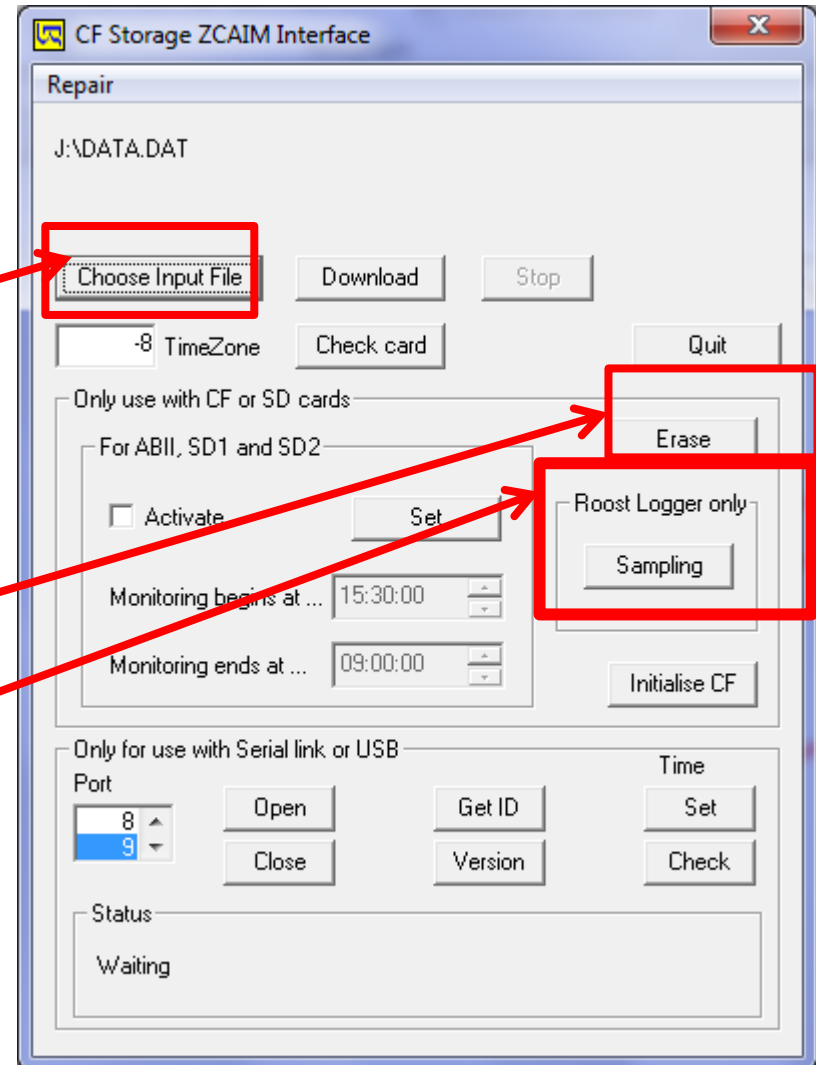 CF Storage ZCAIM Interface
Repair
J:\DATA.DAT
Choose Input File Download Stop
-8 TimeZone Check card Quit
Only use with CF or SD cards
Erase
For ABII, SD1 and SD2
Roost Logger only
Activate Set
Sampling
Monitoring begins at ... 15:30:00
Monitoring ends at ... 09:00:00
Initialise CF
Only for use with Serial link or USB
Time
Port
8 Open Get ID Set
9 Close Version Check
Status
Waiting